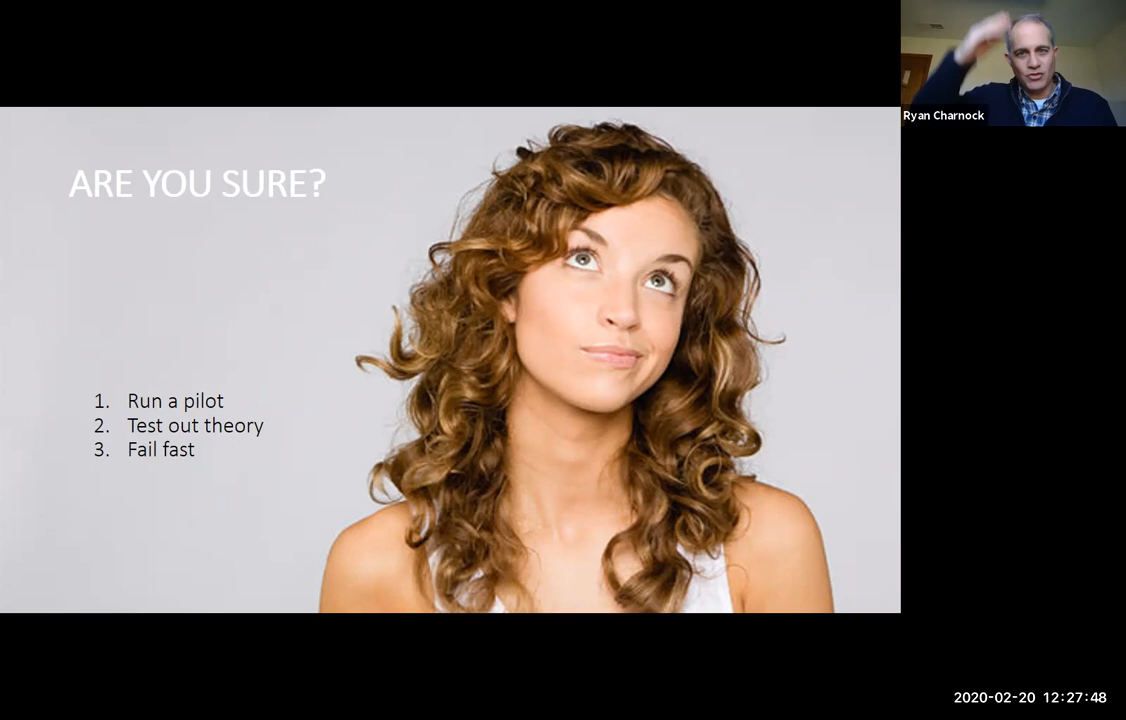 ARE YOU SURE?
1. Run a pilot
2. Test out theory
3. Fail fast
Ryan Charnock
2020-02-20 12:27:48